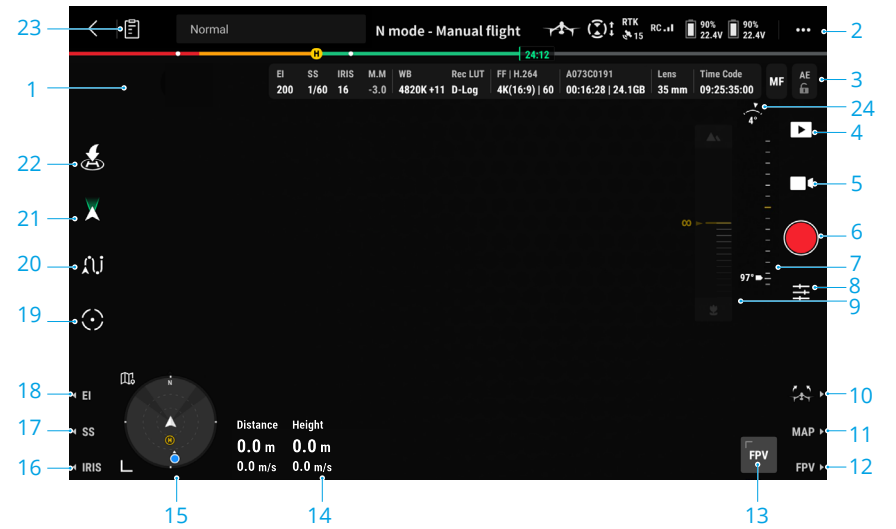 23
Normal
N mode - Manual flight
RTK
15
RC
90%
22.4V
90%
22.4V
2
H
24:12
1
EI
200
SS
1/60
IRIS
16
M.M
-3.0
WB
4820K +11
Rec LUT
D-Log
FF | H.264
4K(16:9) | 60
A073C0191
00:16:28 | 24.1GB
Lens
35 mm
Time Code
09:25:35:00
MF
AE
3
24
4°
4
22
5
21
∞
6
20
7
97°
8
19
9
18
EI
N
10
17
SS
H
Distance
Height
MAP
11
0.0 m
0.0 m
16
IRIS
0.0 m/s
0.0 m/s
FPV
FPV
12
15
14
13